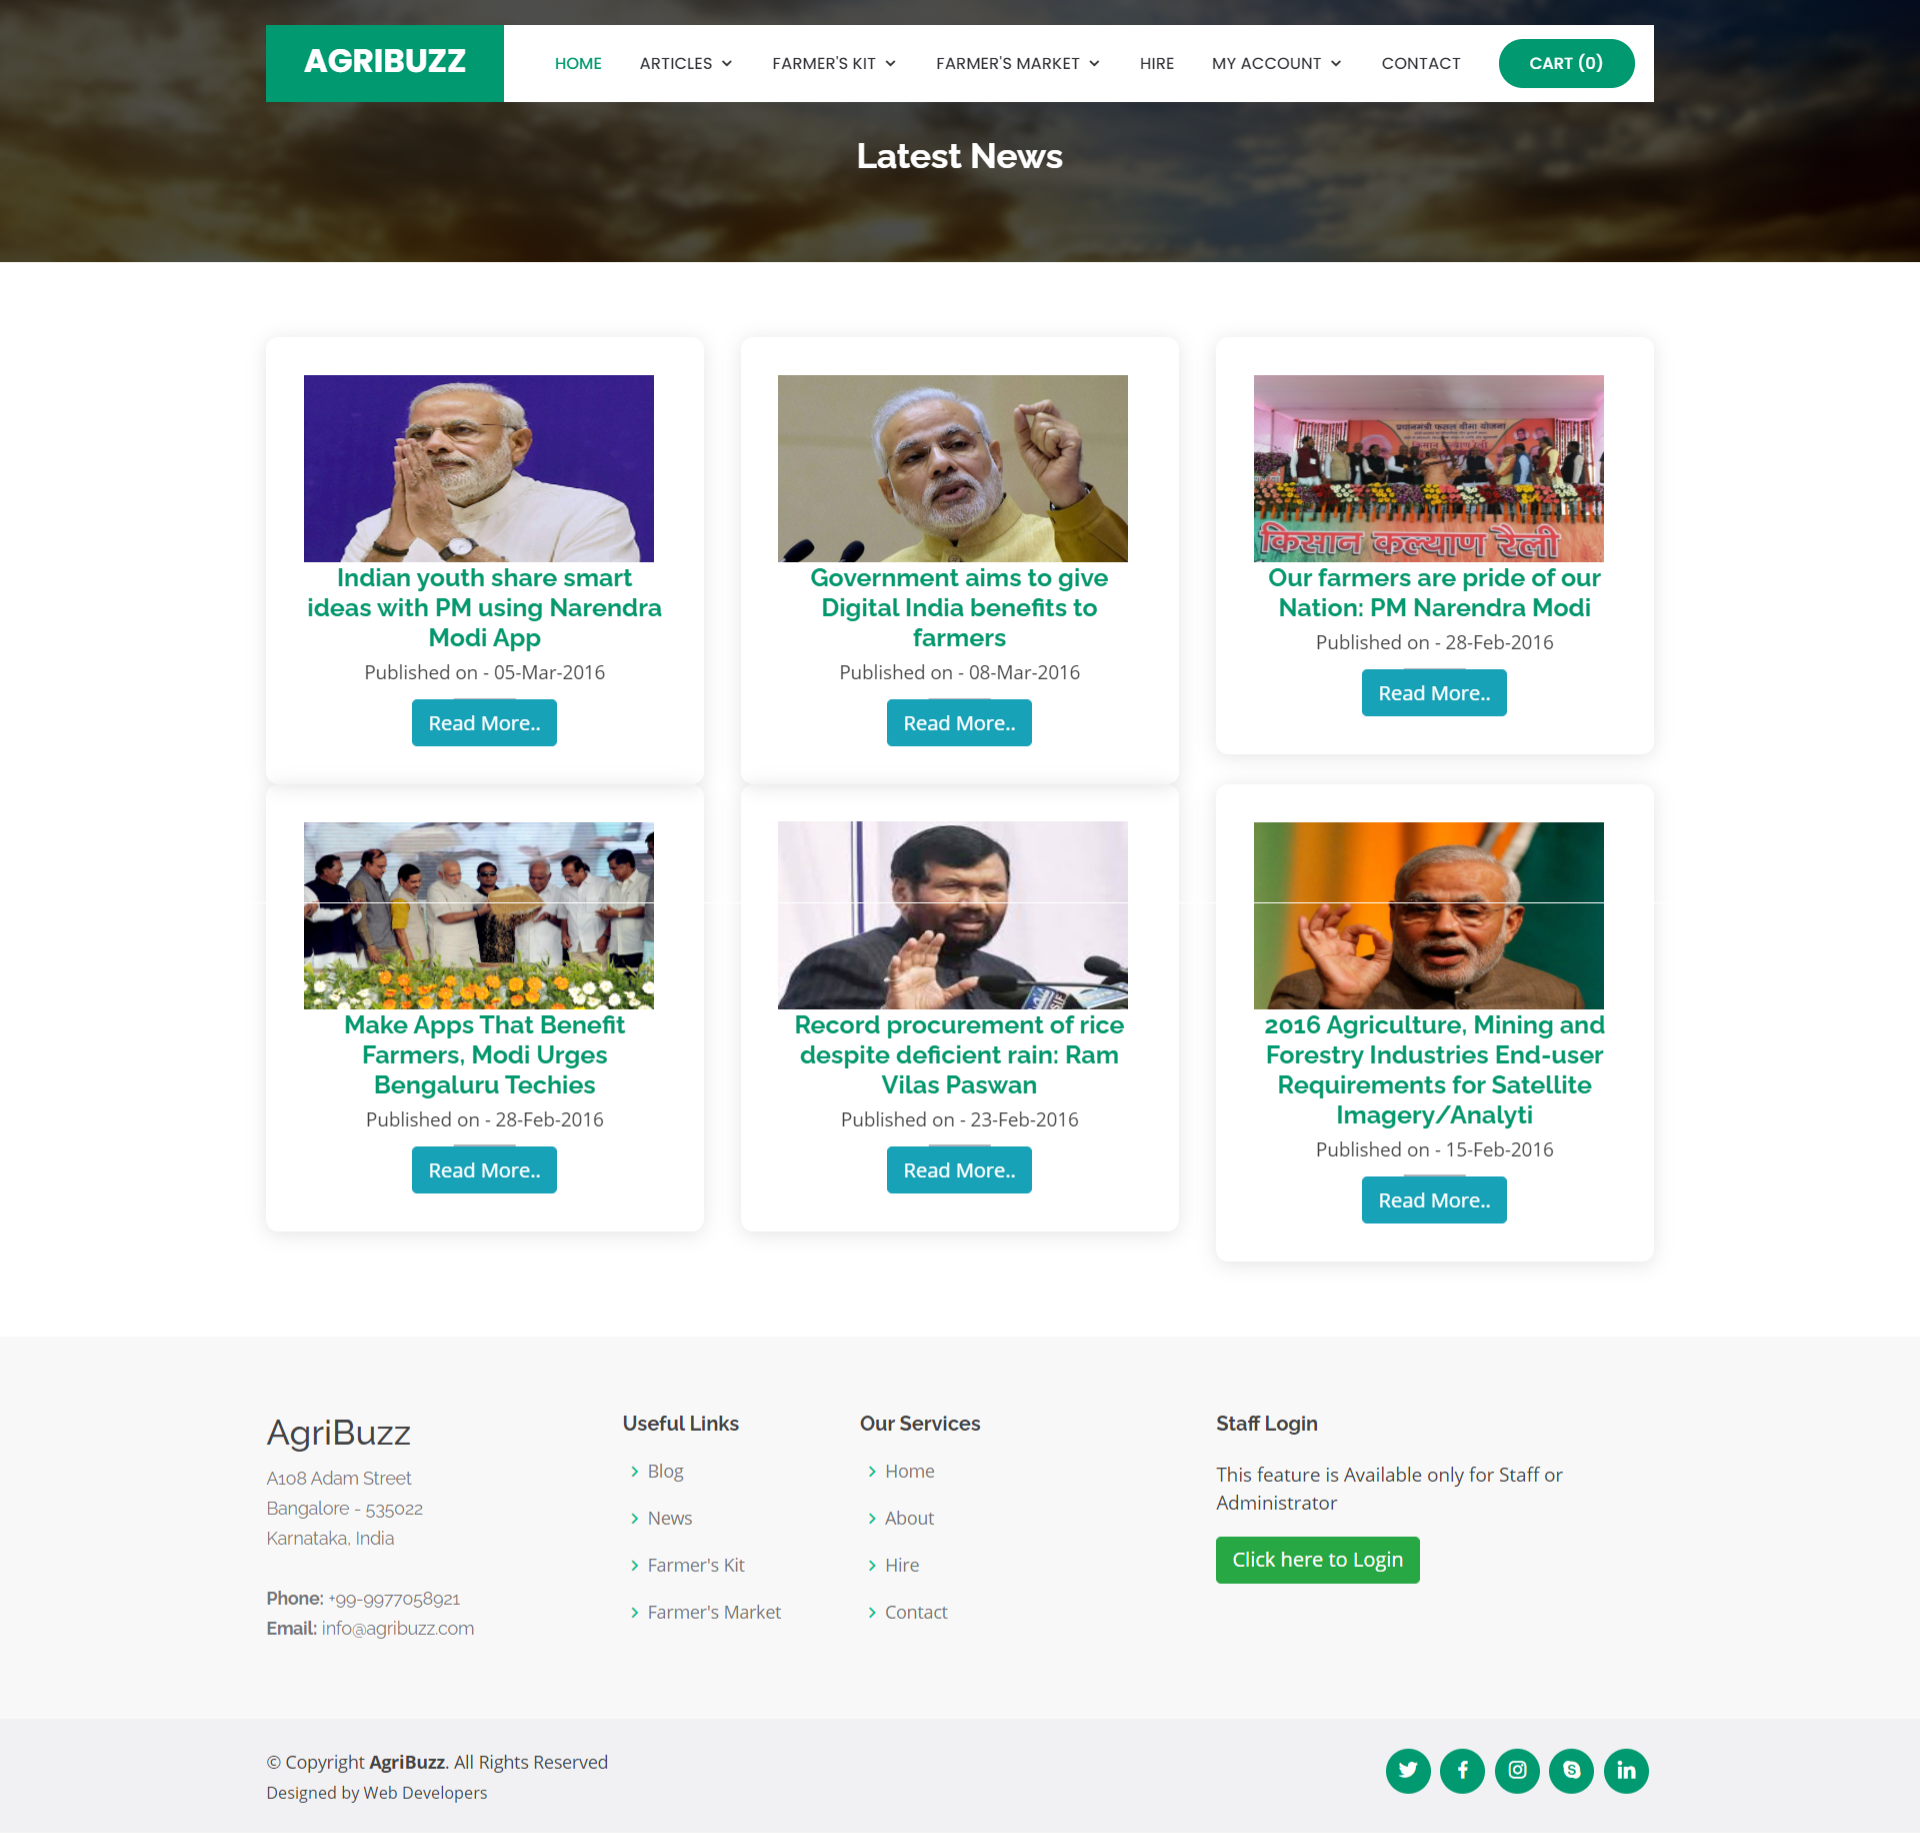 AGRIBUZZ
HOME ARTICLES FARMER'S KIT FARMER'S MARKET HIRE MY ACCOUNT CONTACT CART (0)
Latest News
Indian youth share smart
ideas with PM using Narendra
Modi App
Published on - 05-Mar-2016
Read More..
Government aims to give
Digital India benefits to
farmers
Published on - 08-Mar-2016
Read More..
प्रधानमंत्री फसल बीमा योजना
किसान कल्याण रैली
Our farmers are pride of our
Nation: PM Narendra Modi
Published on - 28-Feb-2016
Read More..
Make Apps That Benefit
Farmers, Modi Urges
Bengaluru Techies
Published on - 28-Feb-2016
Read More..
Record procurement of rice
despite deficient rain: Ram
Vilas Paswan
Published on - 23-Feb-2016
Read More..
2016 Agriculture, Mining and
Forestry Industries End-user
Requirements for Satellite
Imagery/Analyti
Published on - 15-Feb-2016
Read More..
AgriBuzz
A108 Adam Street
Bangalore - 535022
Karnataka, India
Phone: +99-9977058921
Email: info@agribuzz.com
Useful Links
Blog
News
Farmer's Kit
Farmer's Market
Our Services
Home
About
Hire
Contact
Staff Login
This feature is Available only for Staff or
Administrator
Click here to Login
© Copyright AgriBuzz. All Rights Reserved
Designed by Web Developers